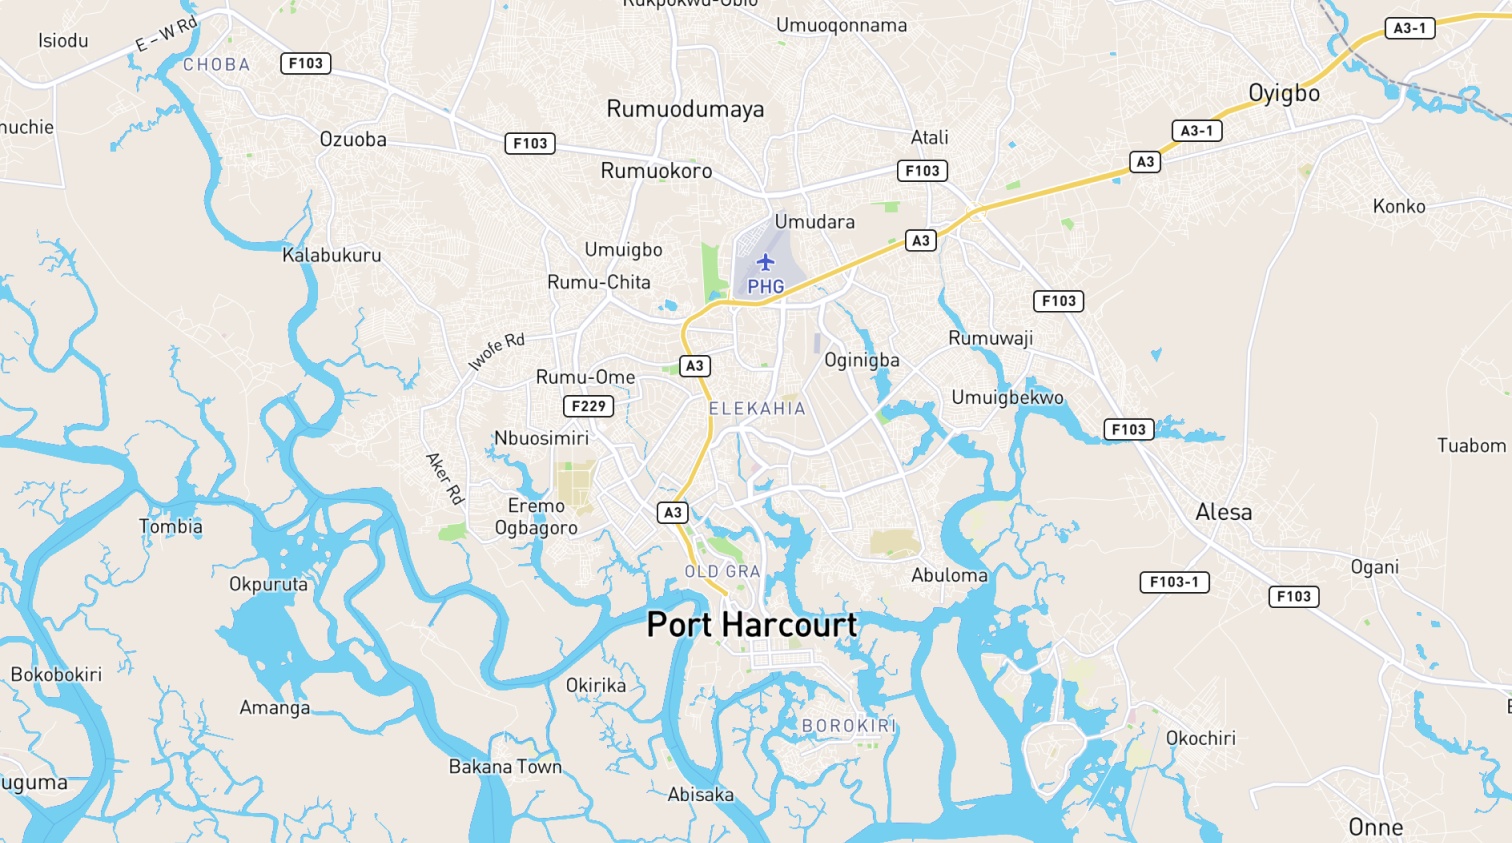 Rukpokwu-Obio
Umuoqonnama
A3-1
Isiodu
E – W Rd
CHOBA
F103
Oyigbo
Rumuodumaya
nuchie
Ozuoba
F103
Atali
A3-1
A3
Rumuokoro
F103
Konko
Umudara
A3
Kalabukuru
Umuigbo
Rumu-Chita
PHG
F103
Iwofe Rd
Rumuwaji
Oginigba
A3
Rumu-Ome
Umuigbekwo
F229
ELEKAHIA
F103
Nbuosimiri
Tuabom
Aker Rd
Eremo
Ogbagoro
A3
Alesa
Tombia
OLD GRA
Abuloma
Ogani
Okpuruta
F103-1
F103
Port Harcourt
Bokobokiri
Okirika
Amanga
BOROKIRI
Okochiri
Bakana Town
uguma
Abisaka
Onne